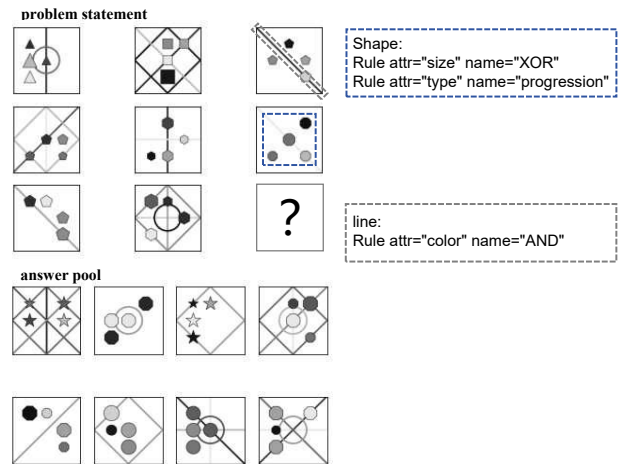 problem statement
Shape:
Rule attr="size" name="XOR"
Rule attr="type" name="progression"
?
line:
Rule attr="color" name="AND"
answer pool